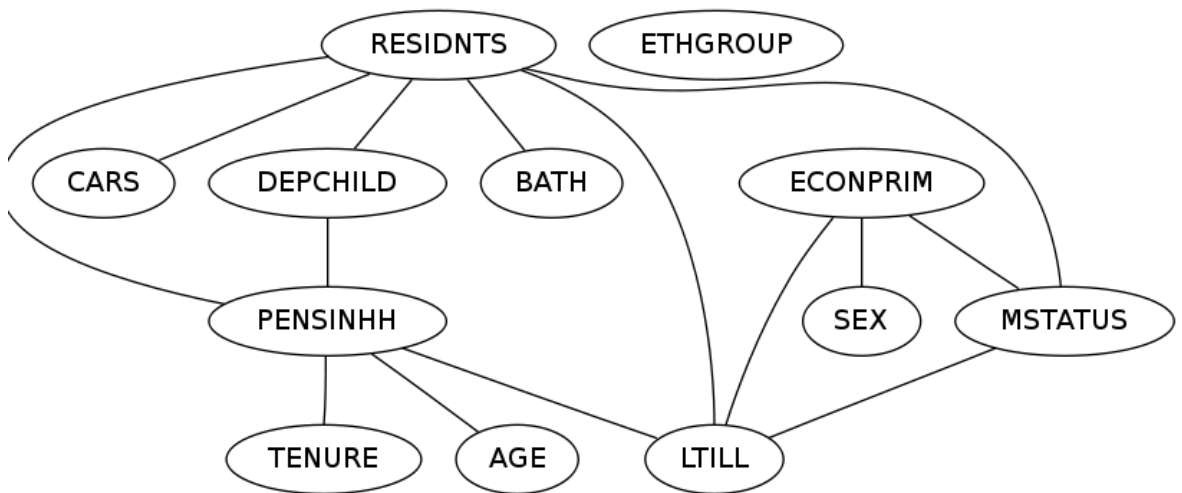 RESIDNTS ETHGROUP
CARS DEPCHILD BATH ECONPRIM
PENSINHH SEX MSTATUS
TENURE AGE LTILL